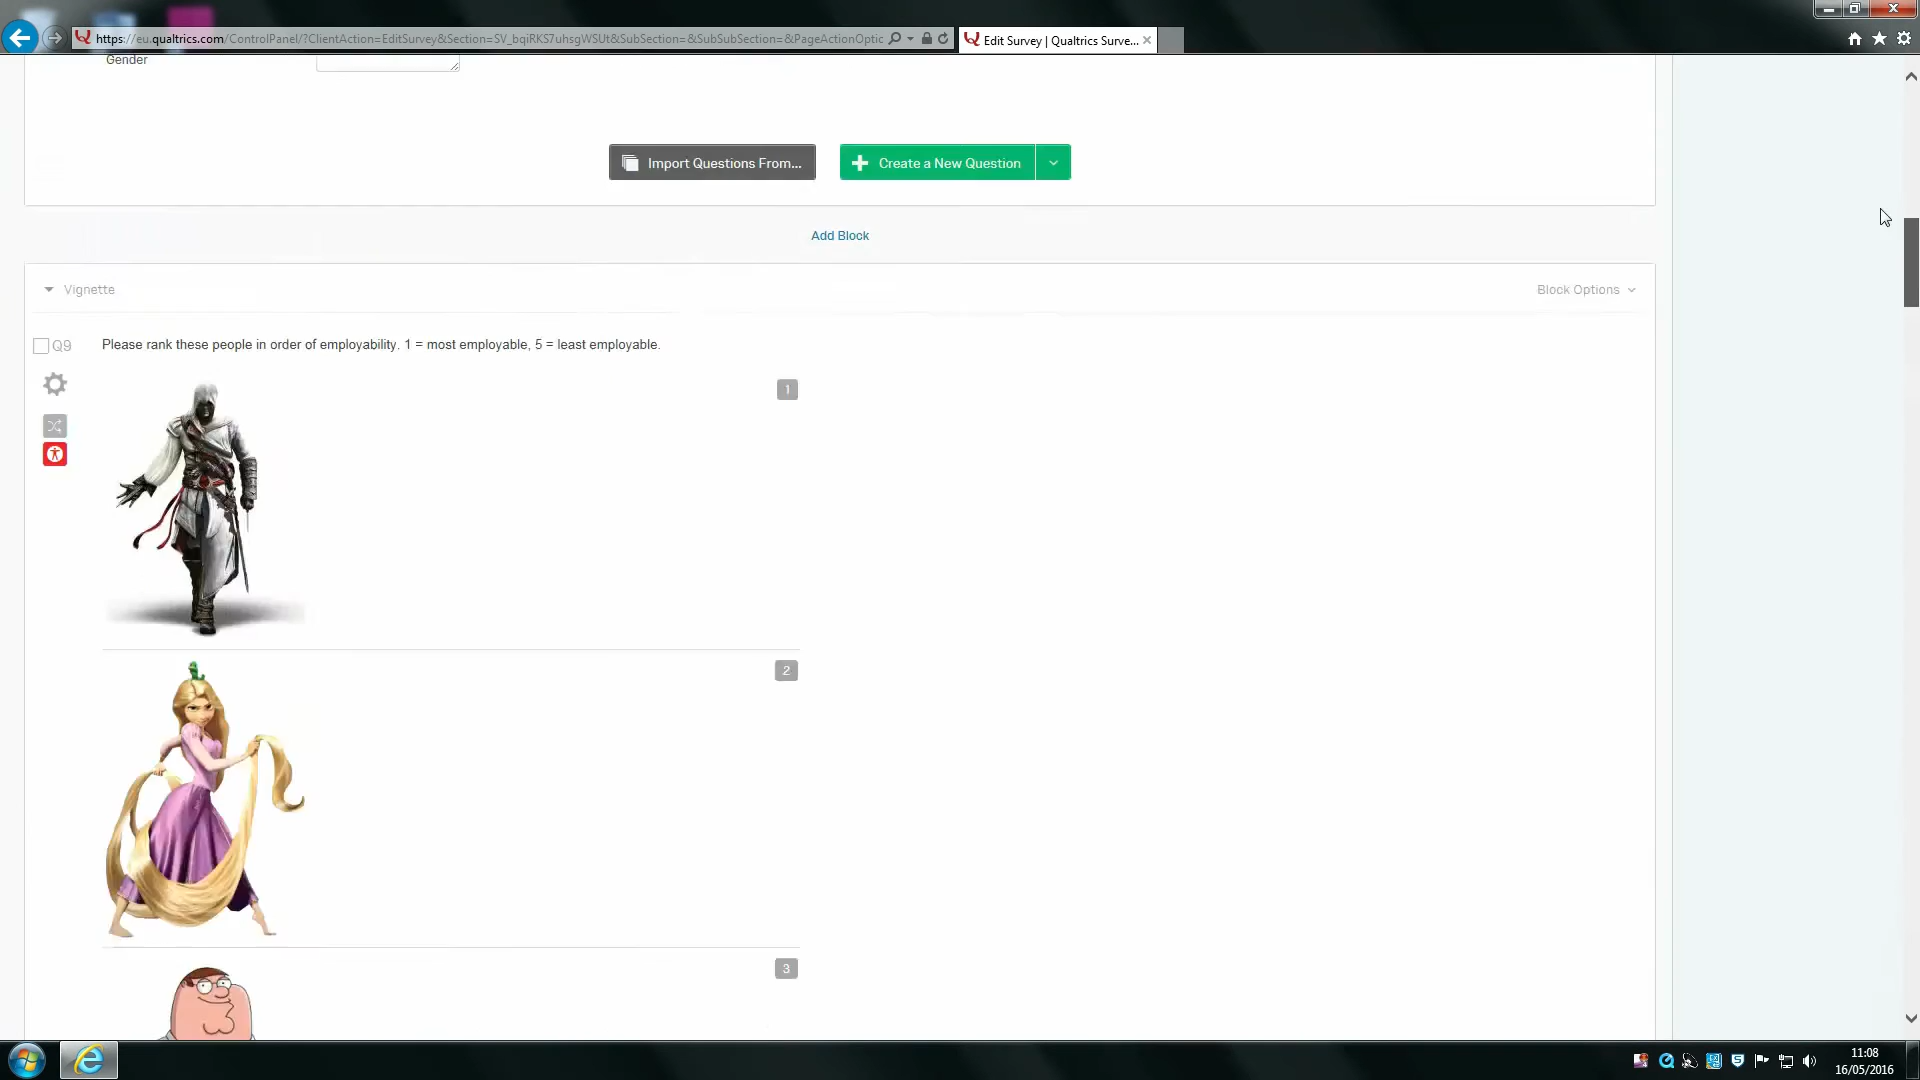 https://eu.qualtrics.com/ControlPanel/?ClientAction=EditSurvey&Section=SV_bqiRKS7uhsgWSUt&SubSection=&SubSubSection=&PageActionOptic
Edit Survey | Qualtrics Surve...
Gender
Import Questions From...
Create a New Question
Add Block
Vignette
Block Options
Q9
Please rank these people in order of employability. 1 = most employable, 5 = least employable.
1
2
3
11:08
16/05/2016